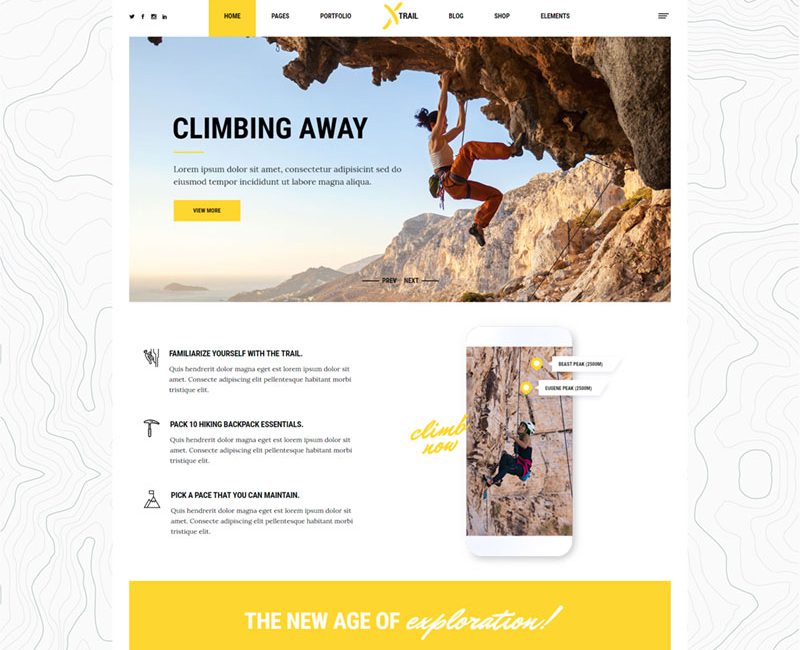 HOME PAGES PORTFOLIO XTRAIL BLOG SHOP ELEMENTS
CLIMBING AWAY
Lorem ipsum dolor sit amet, consectetur adipisicint sed do
eiusmod tempor incididunt ut labore magna aliqua.
VIEW MORE
PREV NEXT
FAMILIARIZE YOURSELF WITH THE TRAIL.
Quis hendrerit dolor magna eget est lorem ipsum dolor sit
amet. Consecte adipiscing elit pellentesque habitant morbi
tristique elit.
PACK 10 HIKING BACKPACK ESSENTIALS.
Quis hendrerit dolor magna eget est lorem ipsum dolor sit
amet. Consecte adipiscing elit pellentesque habitant morbi
tristique elit.
PICK A PACE THAT YOU CAN MAINTAIN.
Quis hendrerit dolor magna eget est lorem ipsum dolor sit
amet. Consecte adipiscing elit pellentesque habitant morbi
tristique elit.
BEAST PEAK (2500M)
EUGENE PEAK (2500M)
climb
now
THE NEW AGE OF exploration!